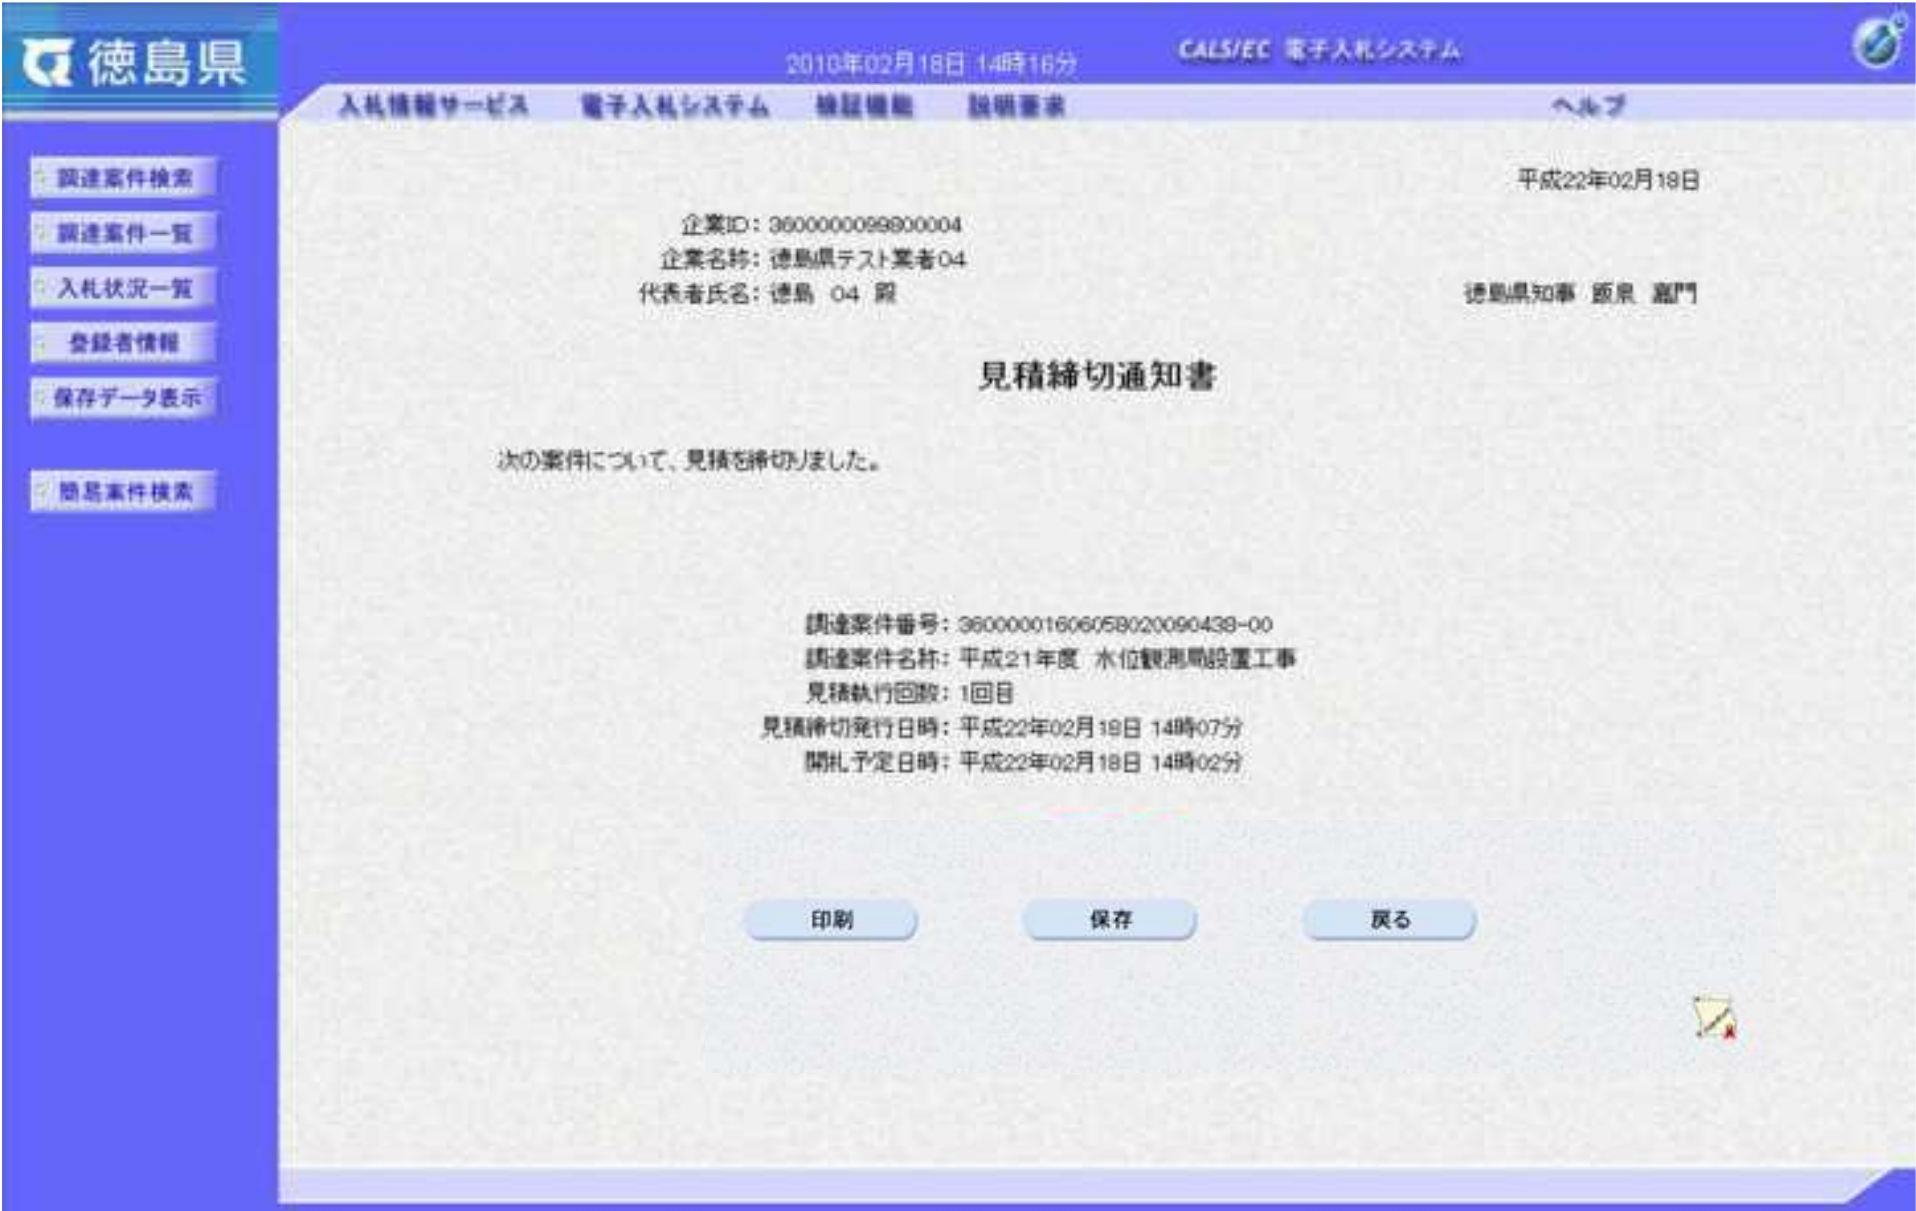 徳島県
2010年02月18日 14時16分
CALS/EC 電子入札システム
入札情報サービス 電子入札システム 検証機能 説明要求 ヘルプ
調達案件検索
調達案件一覧
入札状況一覧
登録者情報
保存データ表示
簡易案件検索
平成22年02月18日
企業ID: 3600000099800004
企業名称: 徳島県テスト業者04
代表者氏名: 徳島 04 殿
徳島県知事 飯泉 嘉門
見積締切通知書
次の案件について、見積を締切りました。
調達案件番号: 36000001606058020090438-00
調達案件名称: 平成21年度 水位観測局設置工事
見積執行回数: 1回目
見積締切発行日時: 平成22年02月18日 14時07分
開札予定日時: 平成22年02月18日 14時02分
印刷 保存 戻る